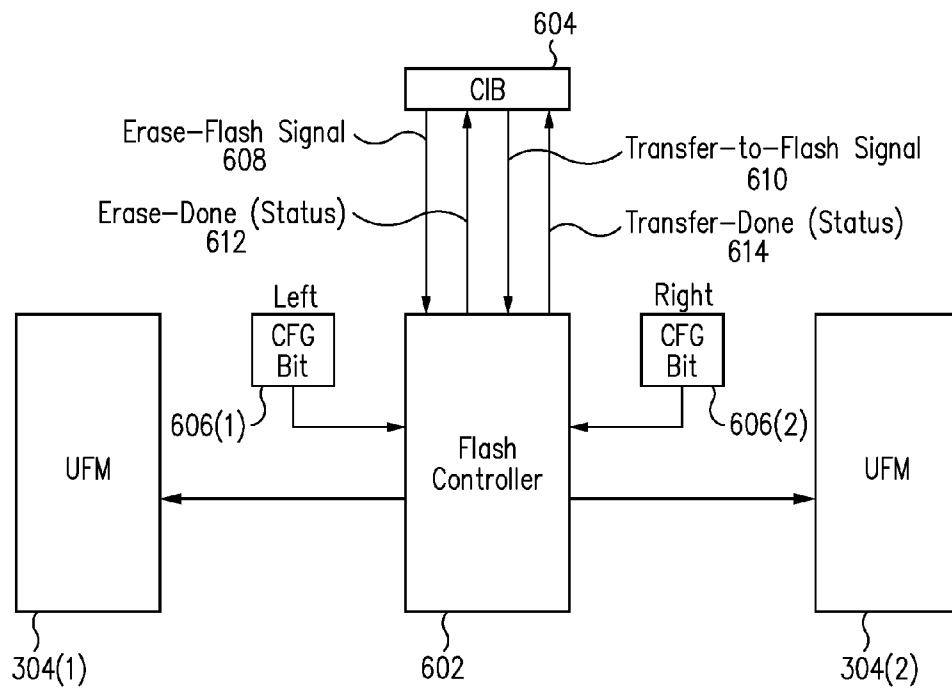 604
CIB
Erase-Flash Signal
608
Transfer-to-Flash Signal
610
Erase-Done (Status)
612
Transfer-Done (Status)
614
Left
CFG
Bit
606(1)
Right
CFG
Bit
606(2)
UFM
Flash
Controller
UFM
304(1)
602
304(2)